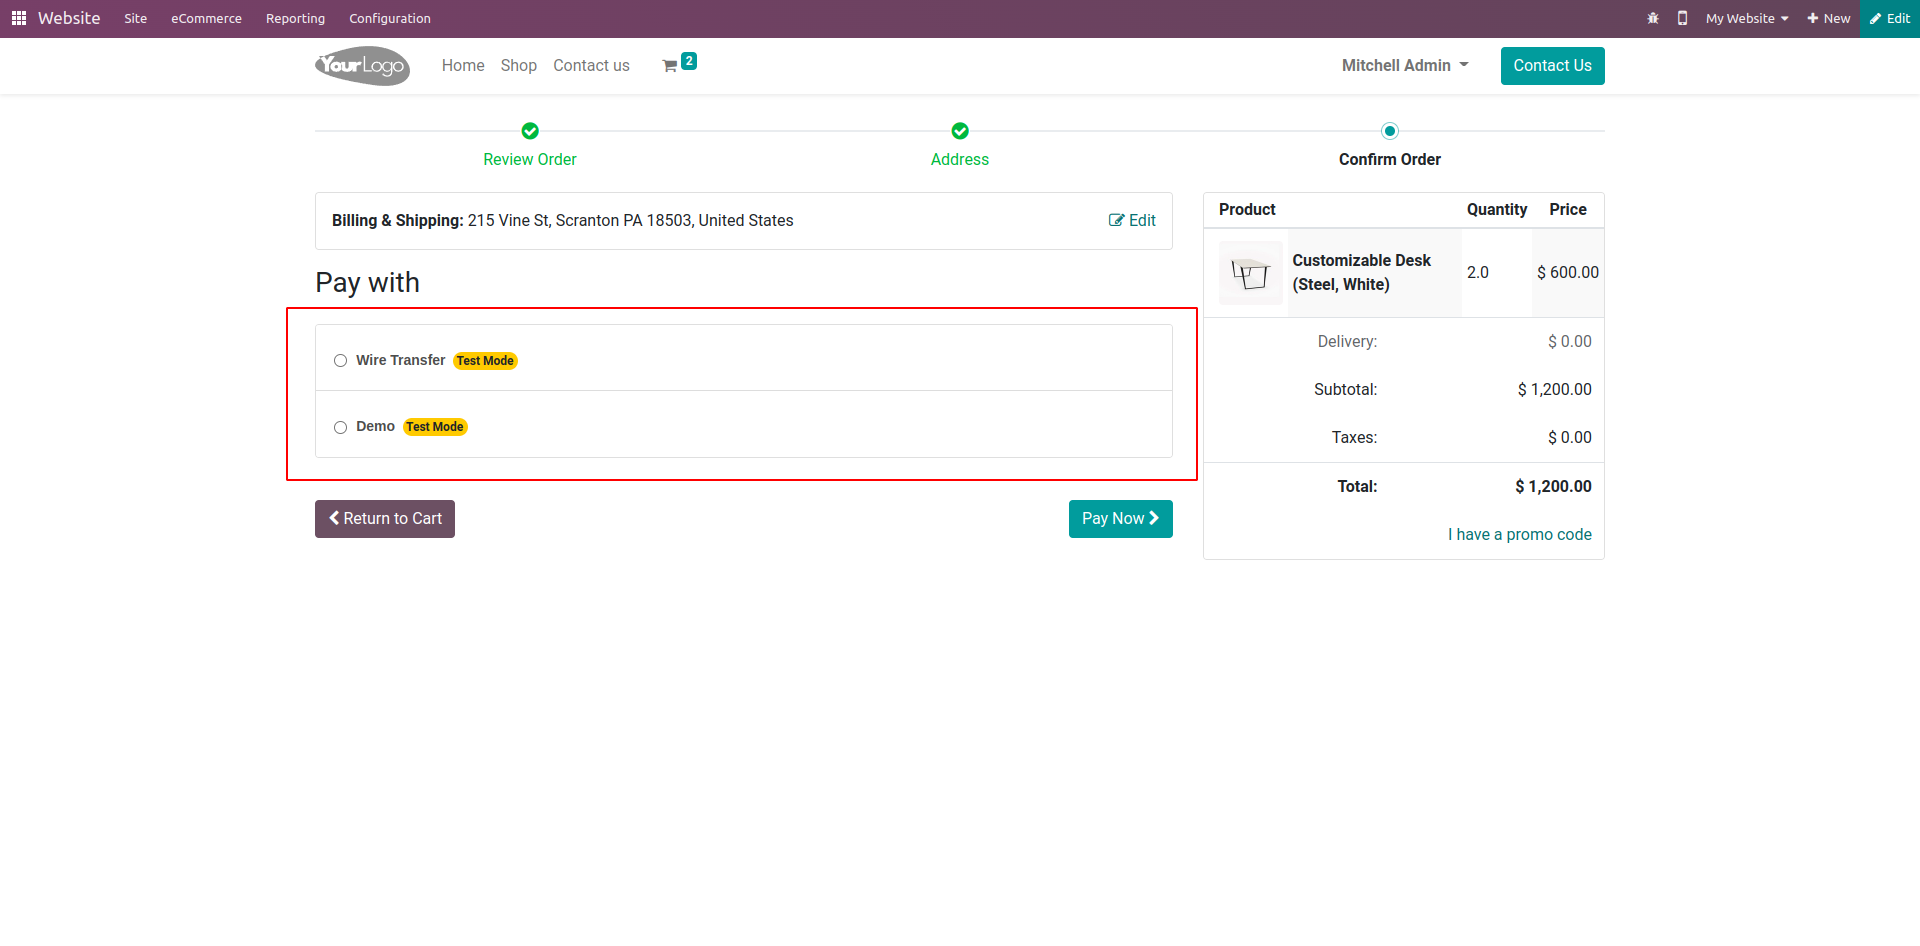 Website Site eCommerce Reporting Configuration My Website New Edit
YourLogo Home Shop Contact us 2 Mitchell Admin Contact Us
Review Order Address Confirm Order
Billing & Shipping: 215 Vine St, Scranton PA 18503, United States Edit
Pay with
Wire Transfer Test Mode
Demo Test Mode
Return to Cart Pay Now
Product Quantity Price
Customizable Desk
(Steel, White) 2.0 $ 600.00
Delivery: $ 0.00
Subtotal: $ 1,200.00
Taxes: $ 0.00
Total: $ 1,200.00
I have a promo code